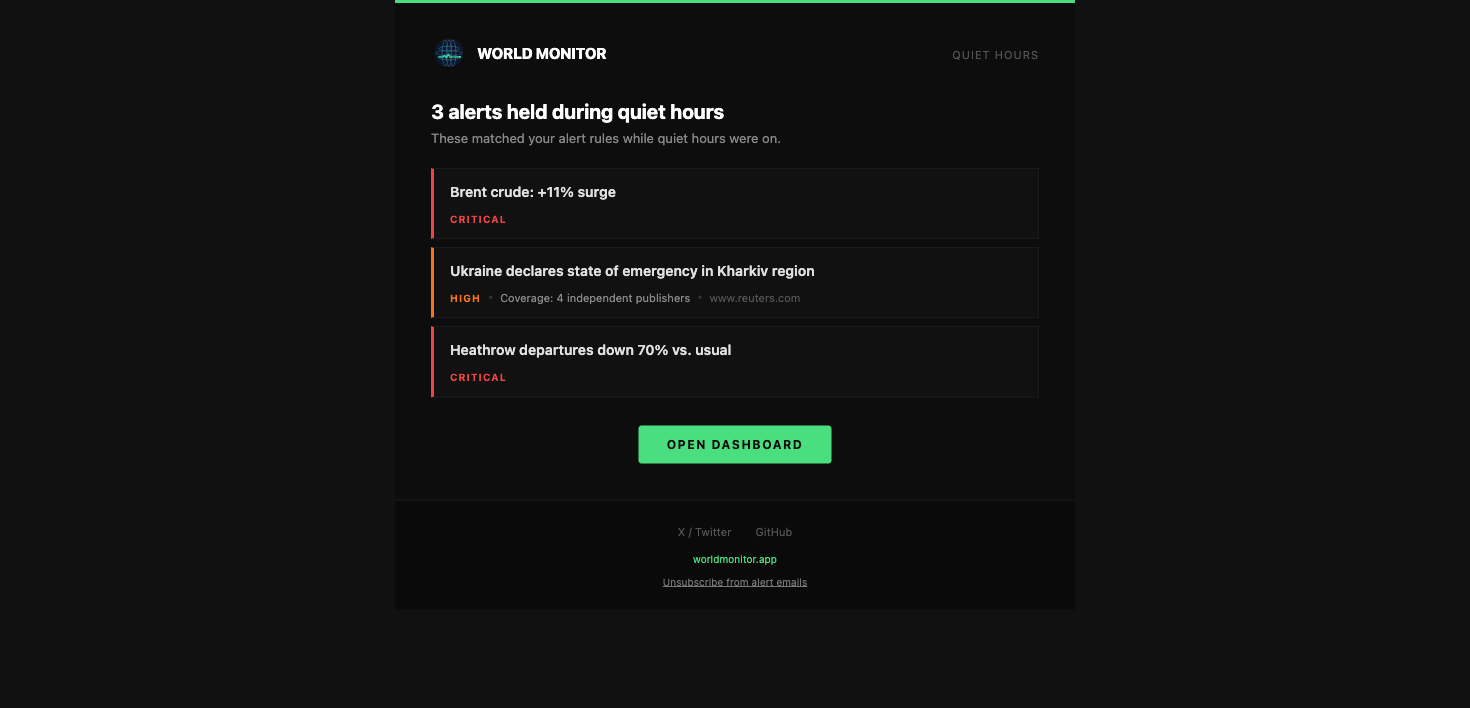 WORLD MONITOR
QUIET HOURS
3 alerts held during quiet hours
These matched your alert rules while quiet hours were on.
Brent crude: +11% surge
CRITICAL
Ukraine declares state of emergency in Kharkiv region
HIGH • Coverage: 4 independent publishers • www.reuters.com
Heathrow departures down 70% vs. usual
CRITICAL
OPEN DASHBOARD
X / Twitter GitHub
worldmonitor.app
Unsubscribe from alert emails